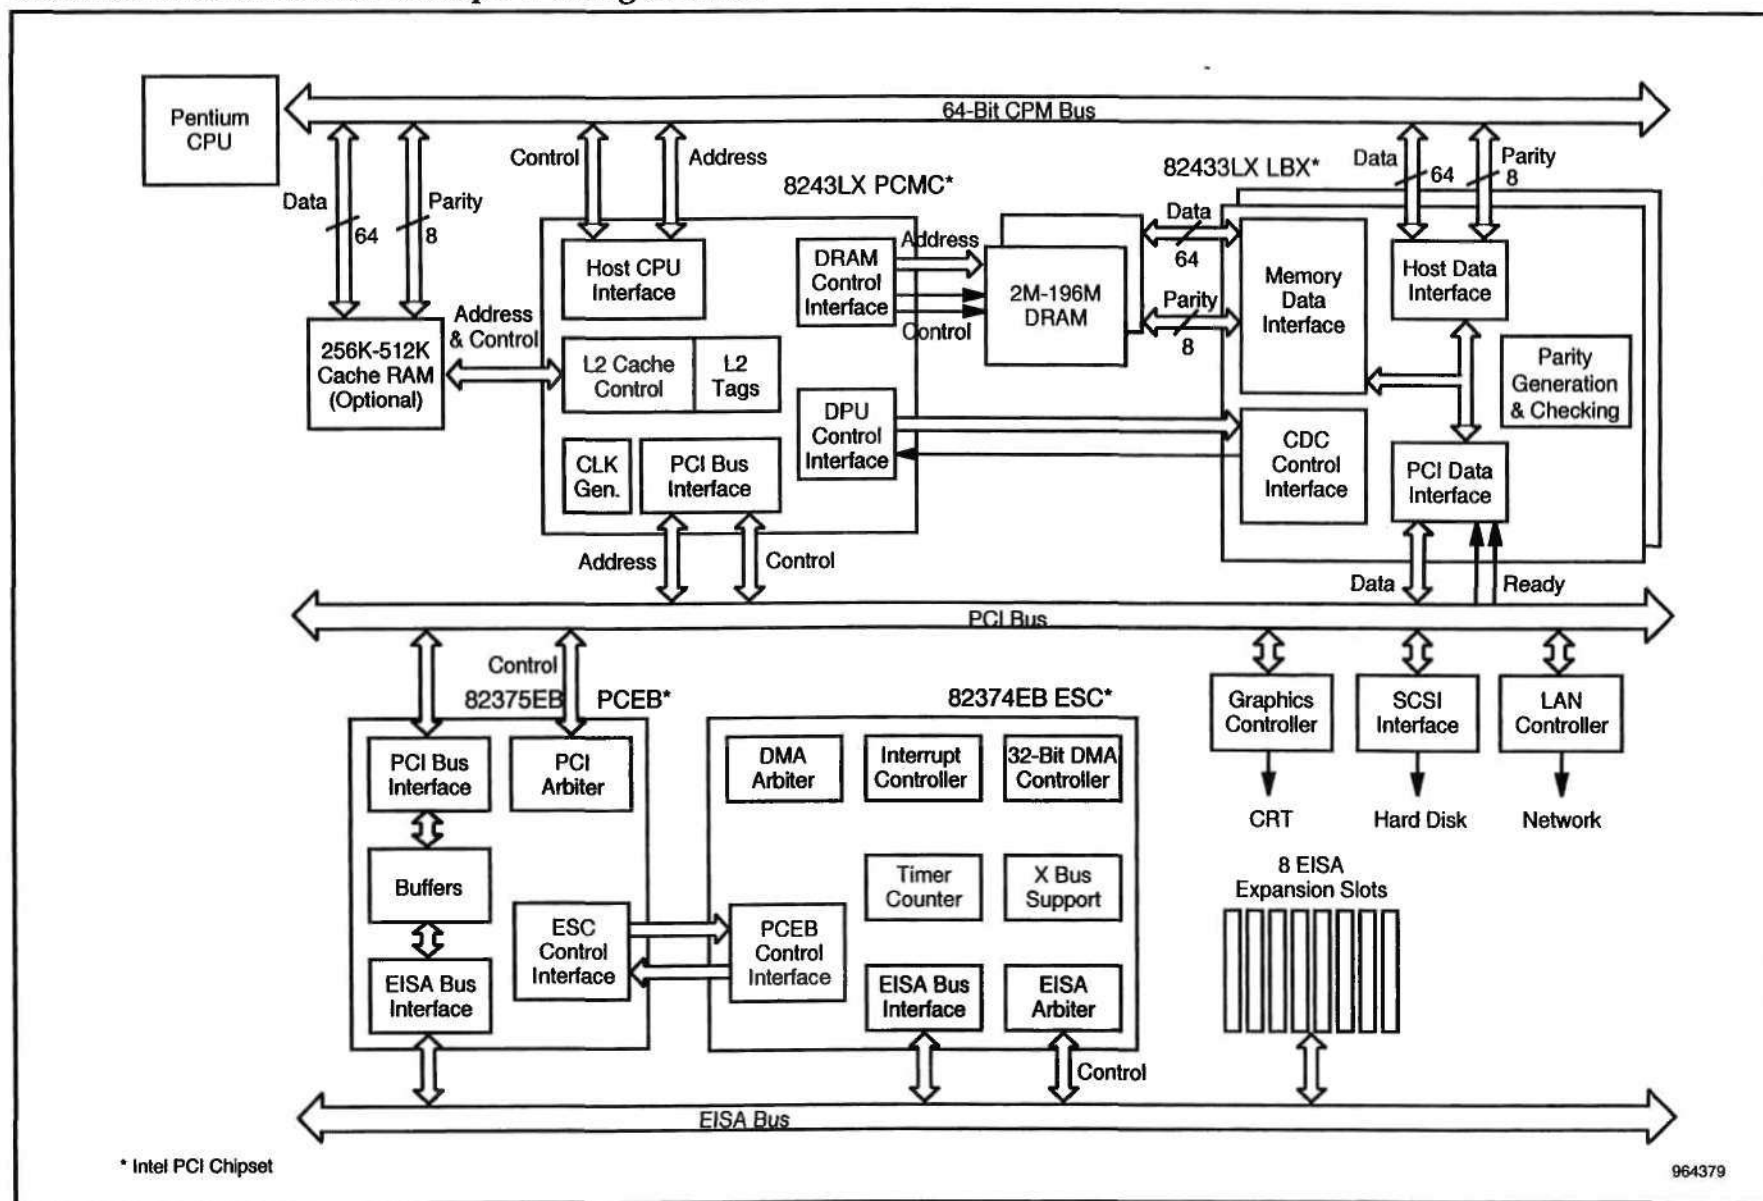 64-Bit CPM Bus
Pentium
CPU
Data
64
Parity
8
Control
Address
8243LX PCMC*
82433LX LBX*
Data
64
Parity
8
Host CPU
Interface
DRAM
Control
Interface
Address
Control
2M-196M
DRAM
Data
64
Parity
8
Memory
Data
Interface
Host Data
Interface
Parity
Generation
& Checking
256K-512K
Cache RAM
(Optional)
Address
& Control
L2 Cache
Control
L2
Tags
DPU
Control
Interface
CDC
Control
Interface
PCI Data
Interface
CLK
Gen.
PCI Bus
Interface
Address
Control
Data
Ready
PCI Bus
Control
82375EB PCEB*
82374EB ESC*
Graphics
Controller
SCSI
Interface
LAN
Controller
CRT
Hard Disk
Network
PCI Bus
Interface
PCI
Arbiter
DMA
Arbiter
Interrupt
Controller
32-Bit DMA
Controller
Buffers
Timer
Counter
X Bus
Support
8 EISA
Expansion Slots
ESC
Control
Interface
PCEB
Control
Interface
EISA Bus
Interface
EISA Bus
Interface
EISA
Arbiter
Control
EISA Bus
* Intel PCI Chipset
964379